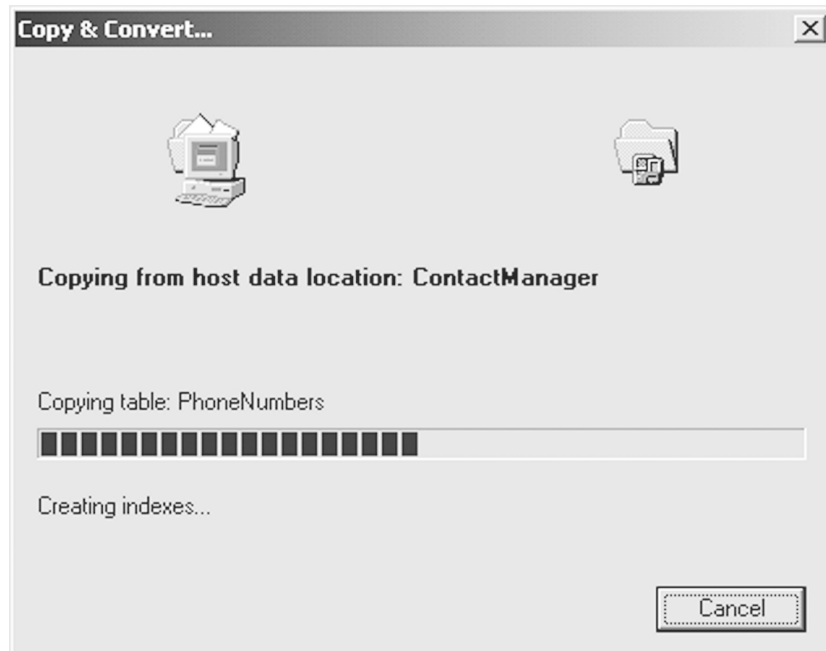 Copy & Convert...
Copying from host data location: ContactManager
Copying table: PhoneNumbers
Creating indexes...
Cancel